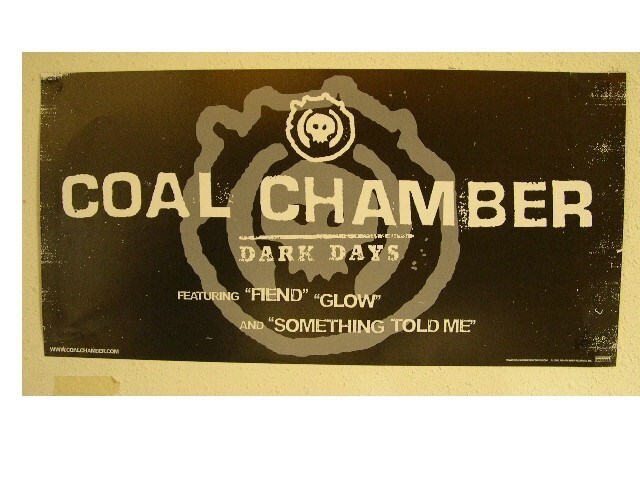 COAL CHAMBER
DARK DAYS
FEATURING "FIEND" "GLOW"
AND "SOMETHING TOLD ME"
WWW.COALCHAMBER.COM